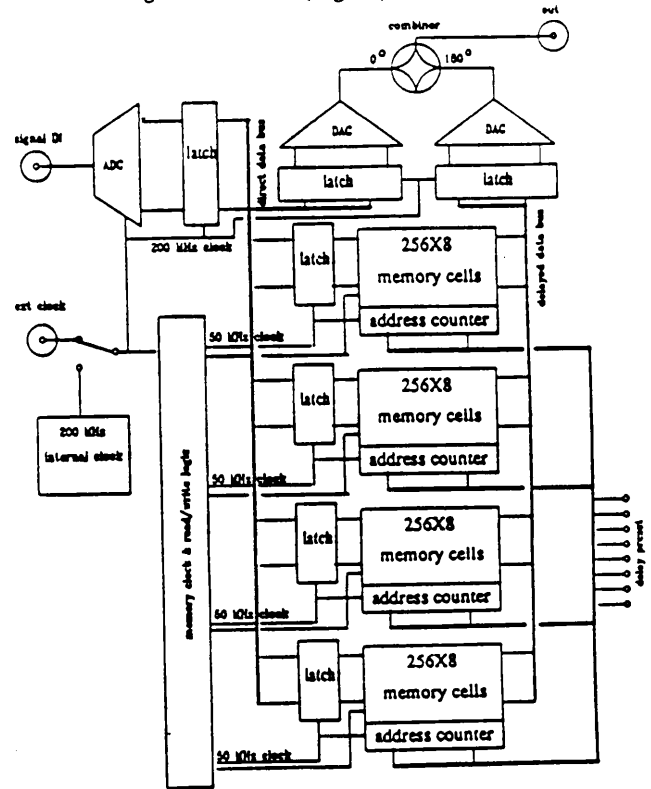 out
combiner
0°
180°
signal IN
ADC
latch
direct data bus
DAC
DAC
latch
latch
200 kHz clock
delayed data bus
latch
256X8
memory cells
address counter
ext clock
50 kHz clock
200 kHz
internal clock
memory clock & read/write logic
latch
256X8
memory cells
address counter
50 kHz clock
latch
256X8
memory cells
address counter
50 kHz clock
delay preset
latch
256X8
memory cells
address counter
50 kHz clock